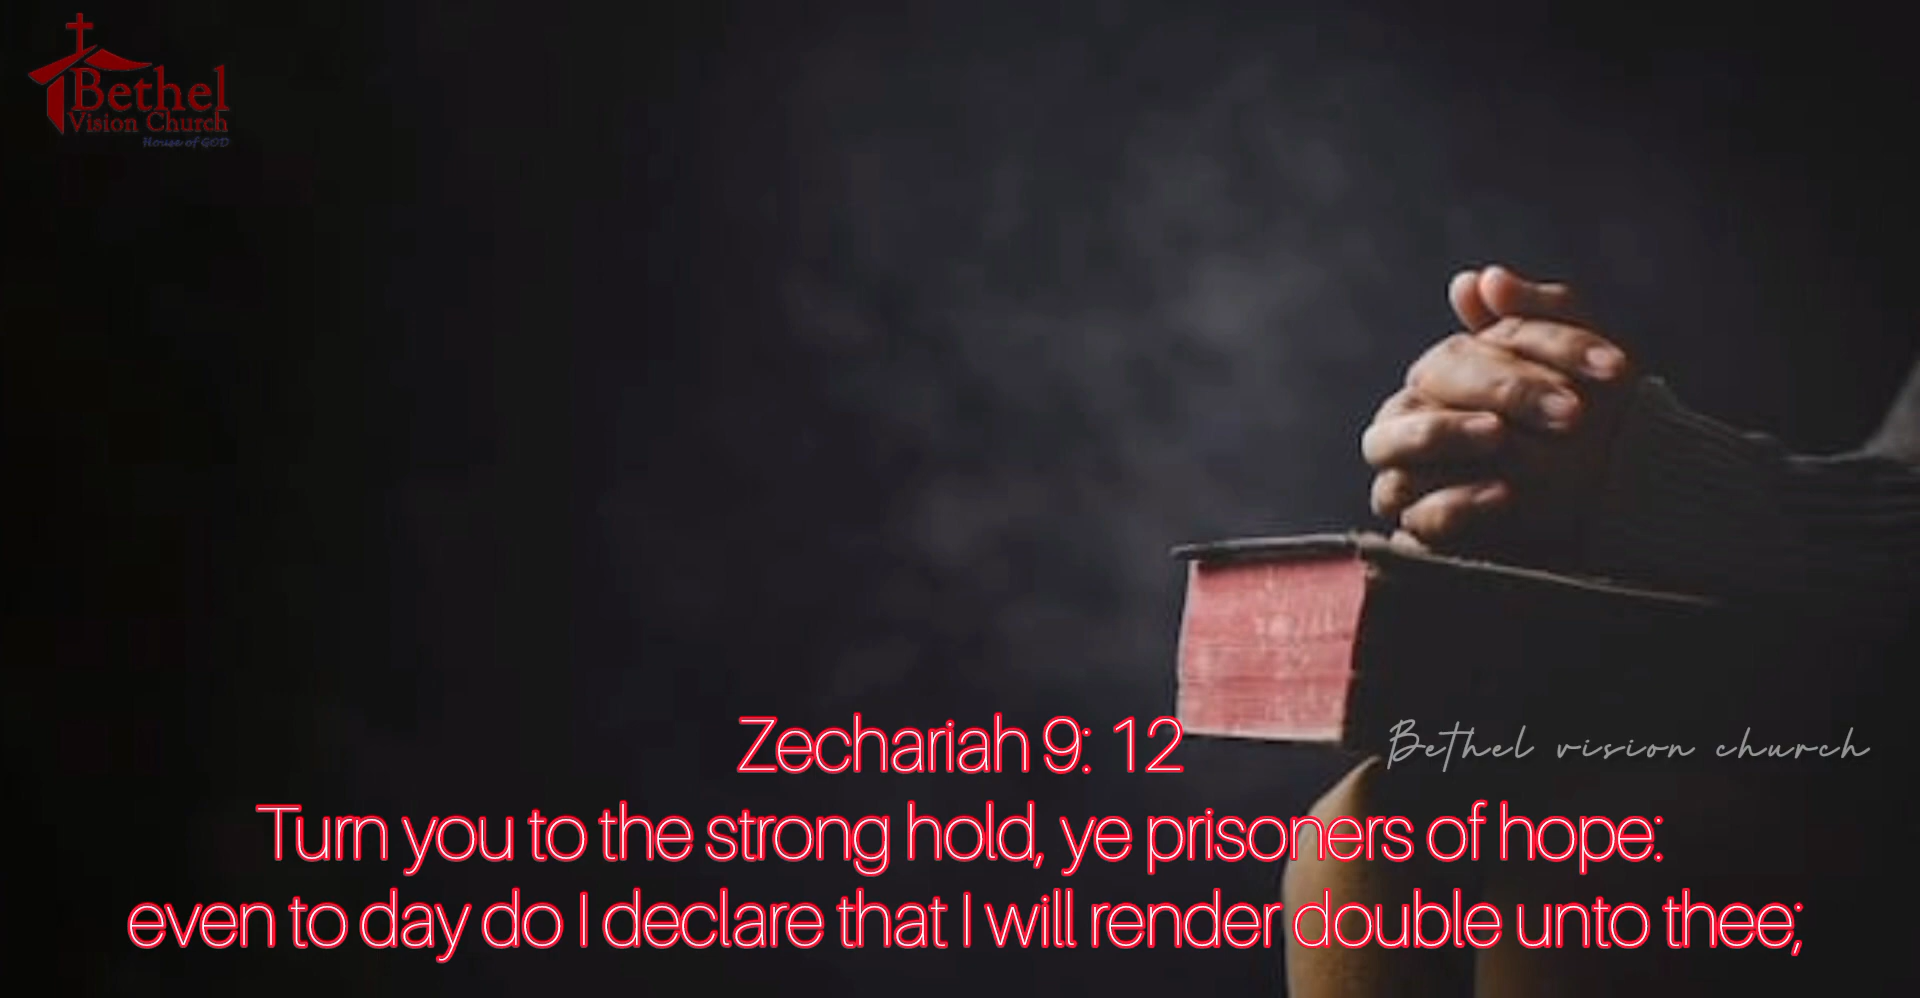 Bethel
Vision Church
House of GOD
Zechariah 9: 12
Bethel vision church
Turn you to the strong hold, ye prisoners of hope:
even to day do I declare that I will render double unto thee;